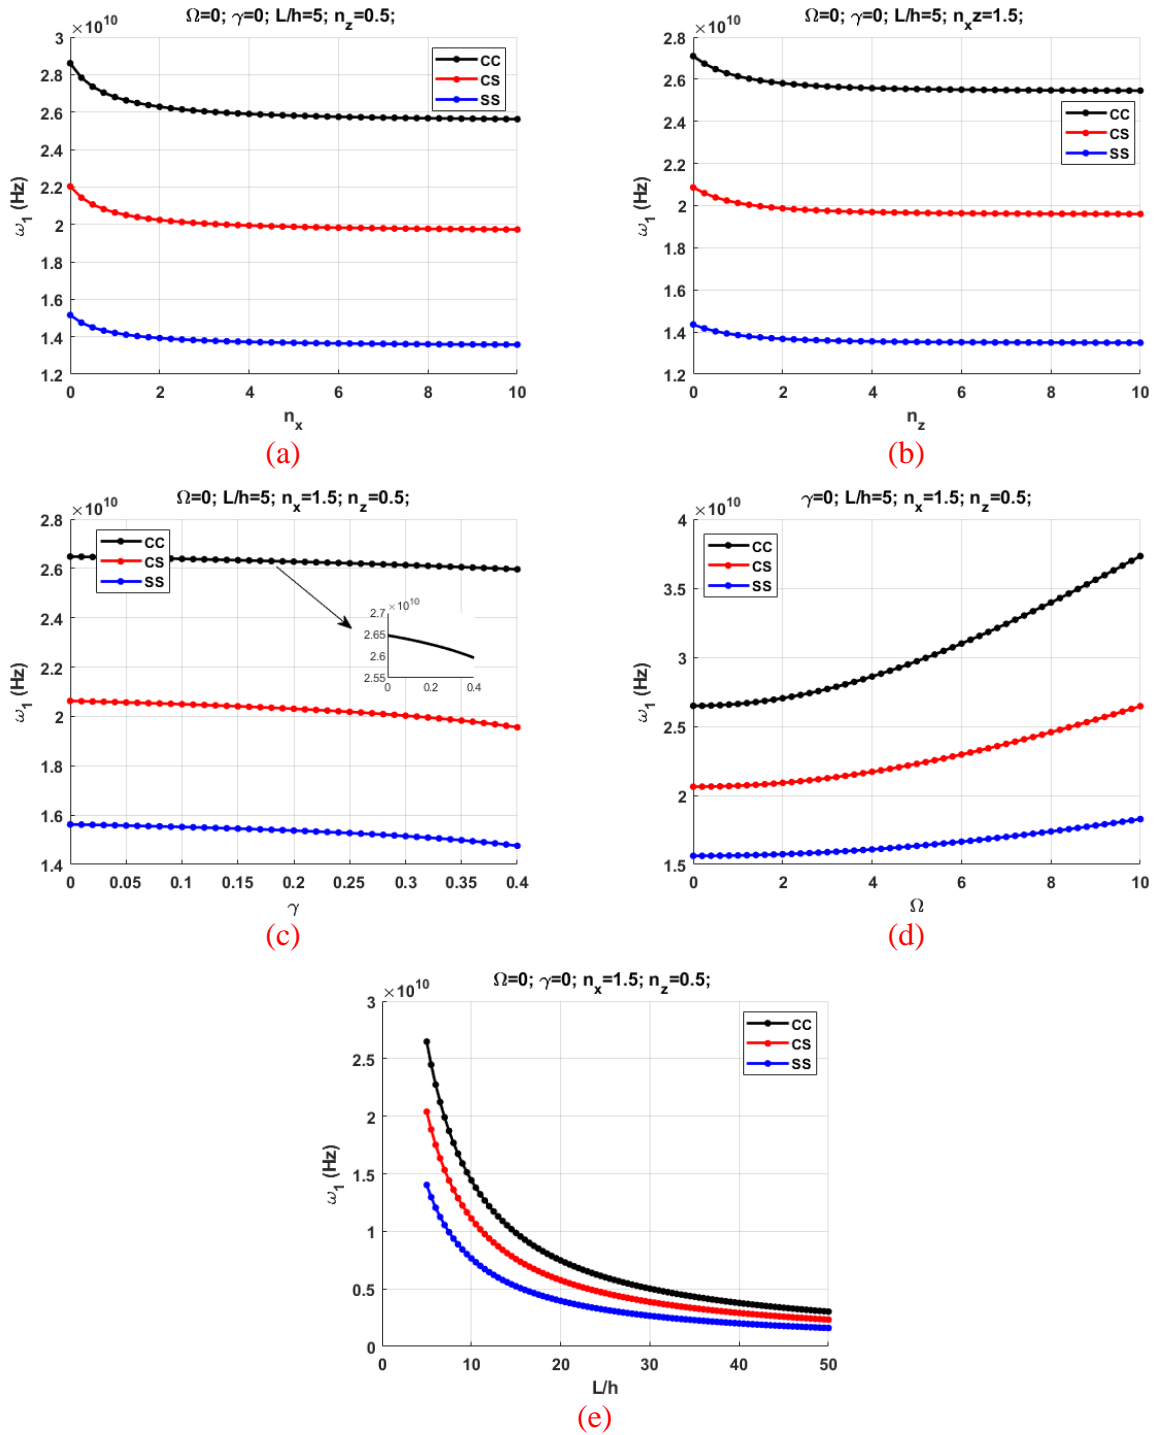 Ω=0; γ=0; L/h=5; n_z=0.5;
×10^10
3
2.8
2.6
2.4
2.2
2
1.8
1.6
1.4
1.2
ω_1 (Hz)
CC
CS
SS
0 2 4 6 8 10
n_x
(a)
Ω=0; γ=0; L/h=5; n_xz=1.5;
×10^10
2.8
2.6
2.4
2.2
2
1.8
1.6
1.4
1.2
ω_1 (Hz)
CC
CS
SS
0 2 4 6 8 10
n_z
(b)
Ω=0; L/h=5; n_x=1.5; n_z=0.5;
×10^10
2.8
2.6
2.4
2.2
2
1.8
1.6
1.4
ω_1 (Hz)
CC
CS
SS
2.7 ×10^10
2.65
2.6
2.55
0 0.2 0.4
0 0.05 0.1 0.15 0.2 0.25 0.3 0.35 0.4
γ
(c)
γ=0; L/h=5; n_x=1.5; n_z=0.5;
×10^10
4
3.5
3
2.5
2
1.5
ω_1 (Hz)
CC
CS
SS
0 2 4 6 8 10
Ω
(d)
Ω=0; γ=0; n_x=1.5; n_z=0.5;
×10^10
3
2.5
2
1.5
1
0.5
0
ω_1 (Hz)
CC
CS
SS
0 10 20 30 40 50
L/h
(e)